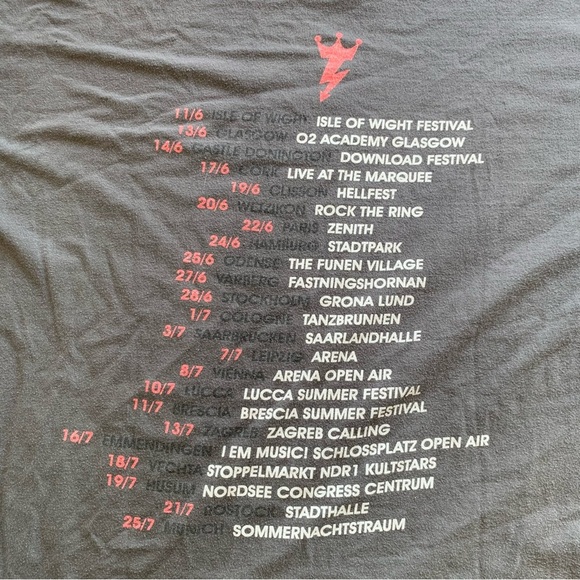 11/6 ISLE OF WIGHT ISLE OF WIGHT FESTIVAL
13/6 GLASGOW O2 ACADEMY GLASGOW
14/6 CASTLE DONINGTON DOWNLOAD FESTIVAL
17/6 CORK LIVE AT THE MARQUEE
19/6 CLISSON HELLFEST
20/6 WETZIKON ROCK THE RING
22/6 PARIS ZENITH
24/6 HAMBURG STADTPARK
25/6 ODENSE THE FUNEN VILLAGE
27/6 VARBERG FASTNINGSHORNAN
28/6 STOCKHOLM GRONA LUND
1/7 COLOGNE TANZBRUNNEN
3/7 SAARBRUCKEN SAARLANDHALLE
7/7 LEIPZIG ARENA
8/7 VIENNA ARENA OPEN AIR
10/7 LUCCA LUCCA SUMMER FESTIVAL
11/7 BRESCIA BRESCIA SUMMER FESTIVAL
13/7 ZAGREB ZAGREB CALLING
16/7 EMMENDINGEN I EM MUSIC! SCHLOSSPLATZ OPEN AIR
18/7 VECHTA STOPPELMARKT NDR1 KULTSTARS
19/7 HUSUM NORDSEE CONGRESS CENTRUM
21/7 ROSTOCK STADTHALLE
25/7 MUNICH SOMMERNACHTSTRAUM